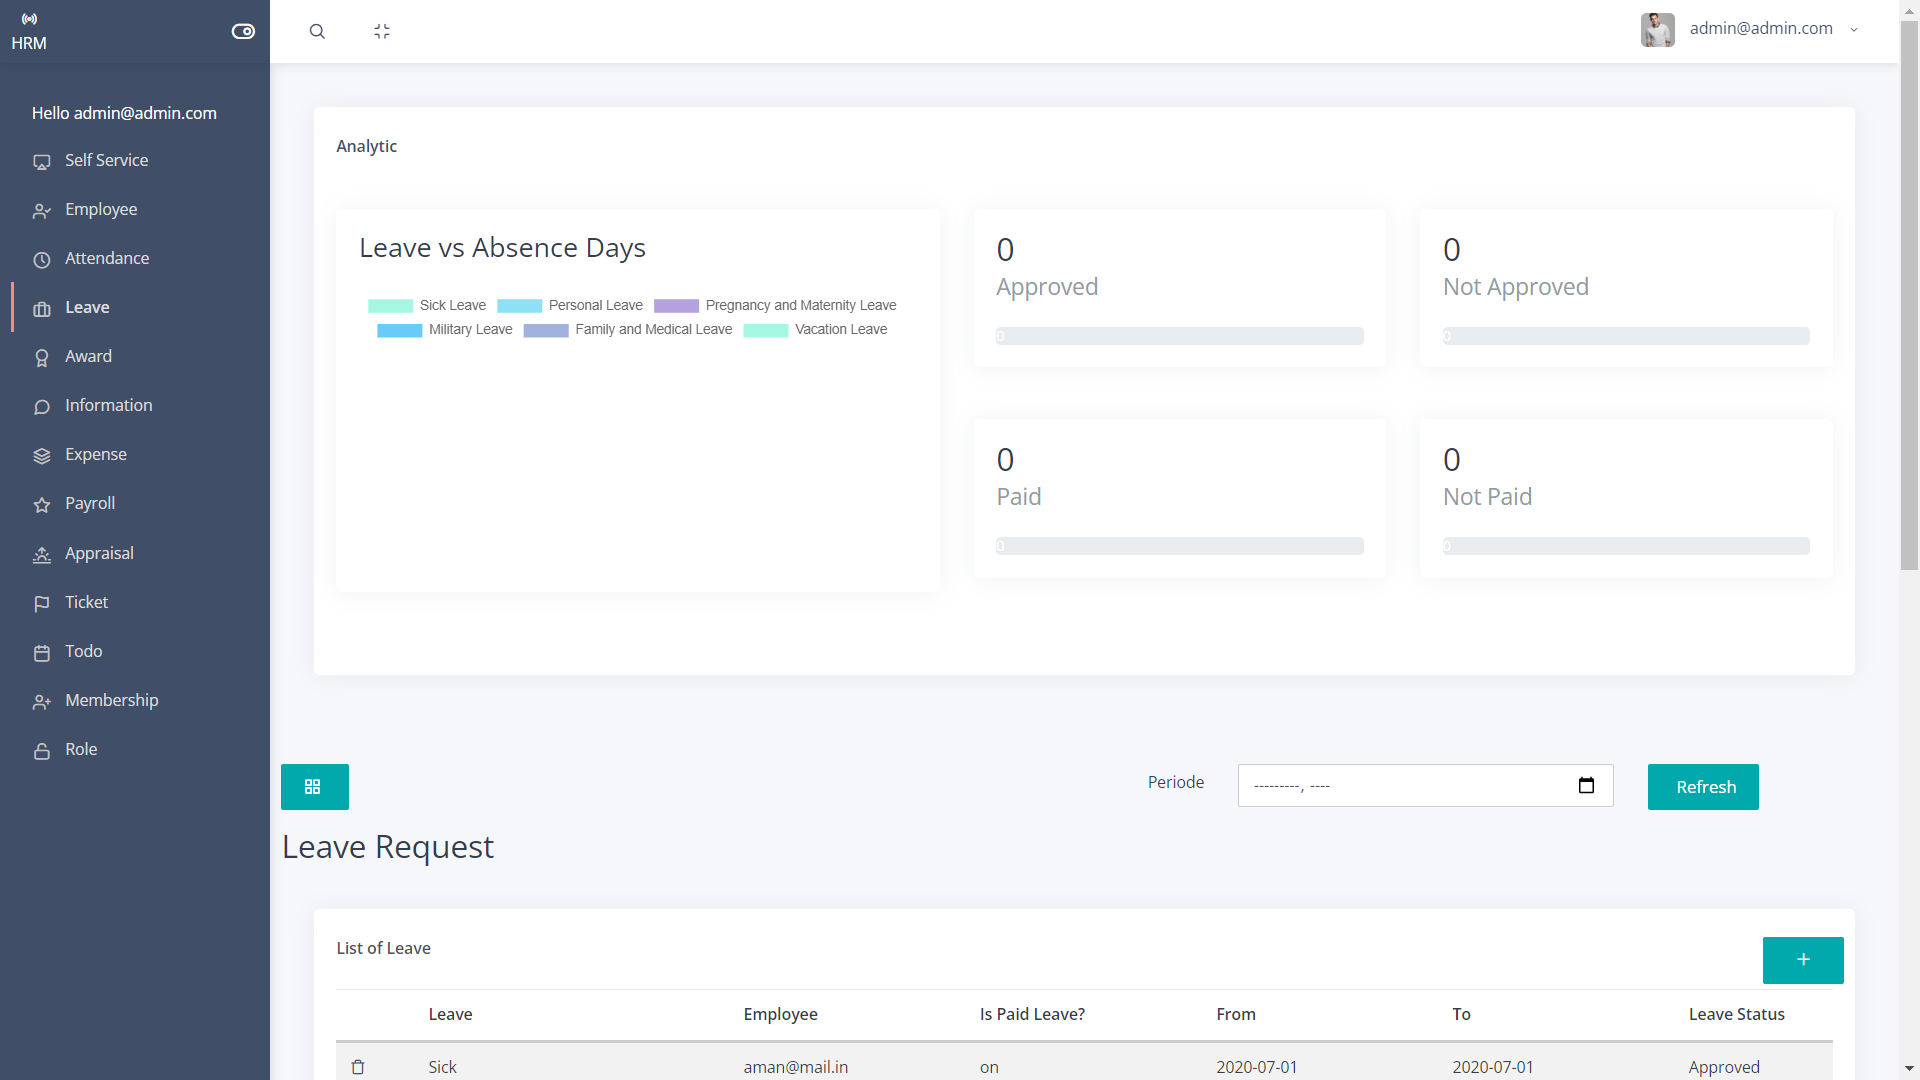 HRM
admin@admin.com
Hello admin@admin.com
Self Service
Employee
Attendance
Leave
Award
Information
Expense
Payroll
Appraisal
Ticket
Todo
Membership
Role
Analytic
Leave vs Absence Days
Sick Leave Personal Leave Pregnancy and Maternity Leave
Military Leave Family and Medical Leave Vacation Leave
0
Approved
0
0
Not Approved
0
0
Paid
0
0
Not Paid
0
Periode
---------, ----
Refresh
Leave Request
List of Leave
+
Leave Employee Is Paid Leave? From To Leave Status
Sick aman@mail.in on 2020-07-01 2020-07-01 Approved